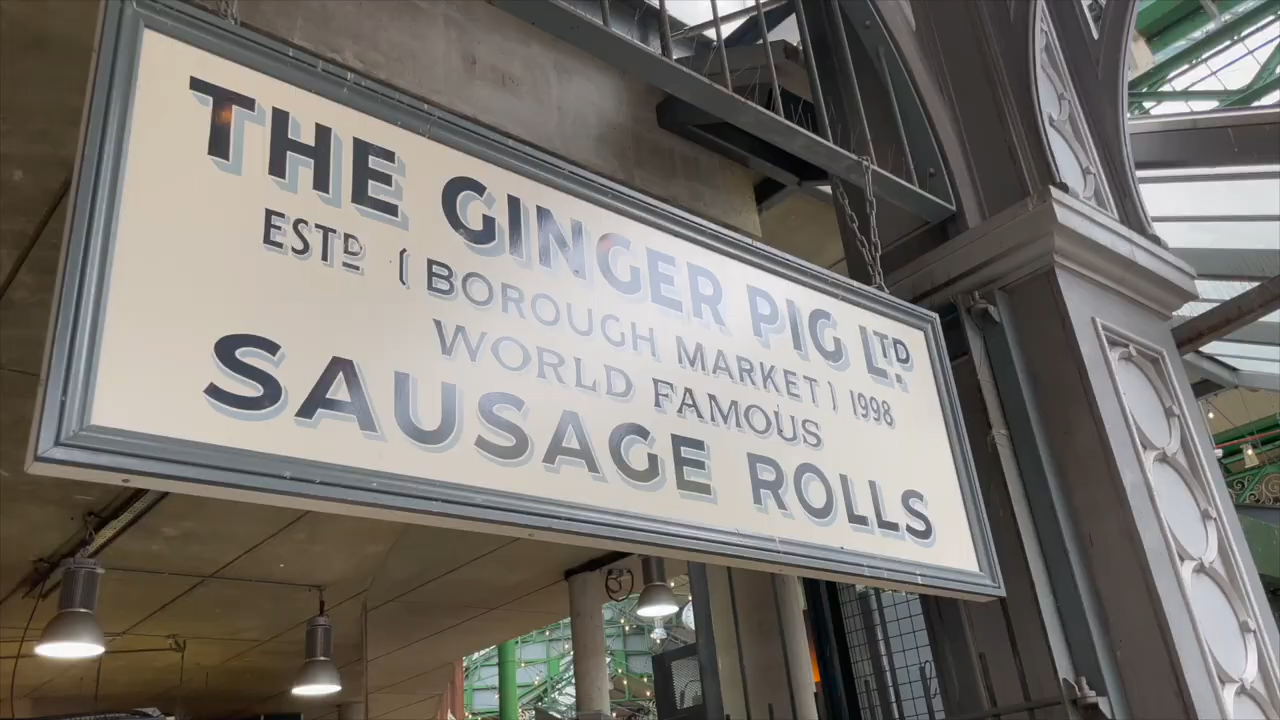 THE GINGER PIG LTD.
ESTD (BOROUGH MARKET) 1998
WORLD FAMOUS
SAUSAGE ROLLS